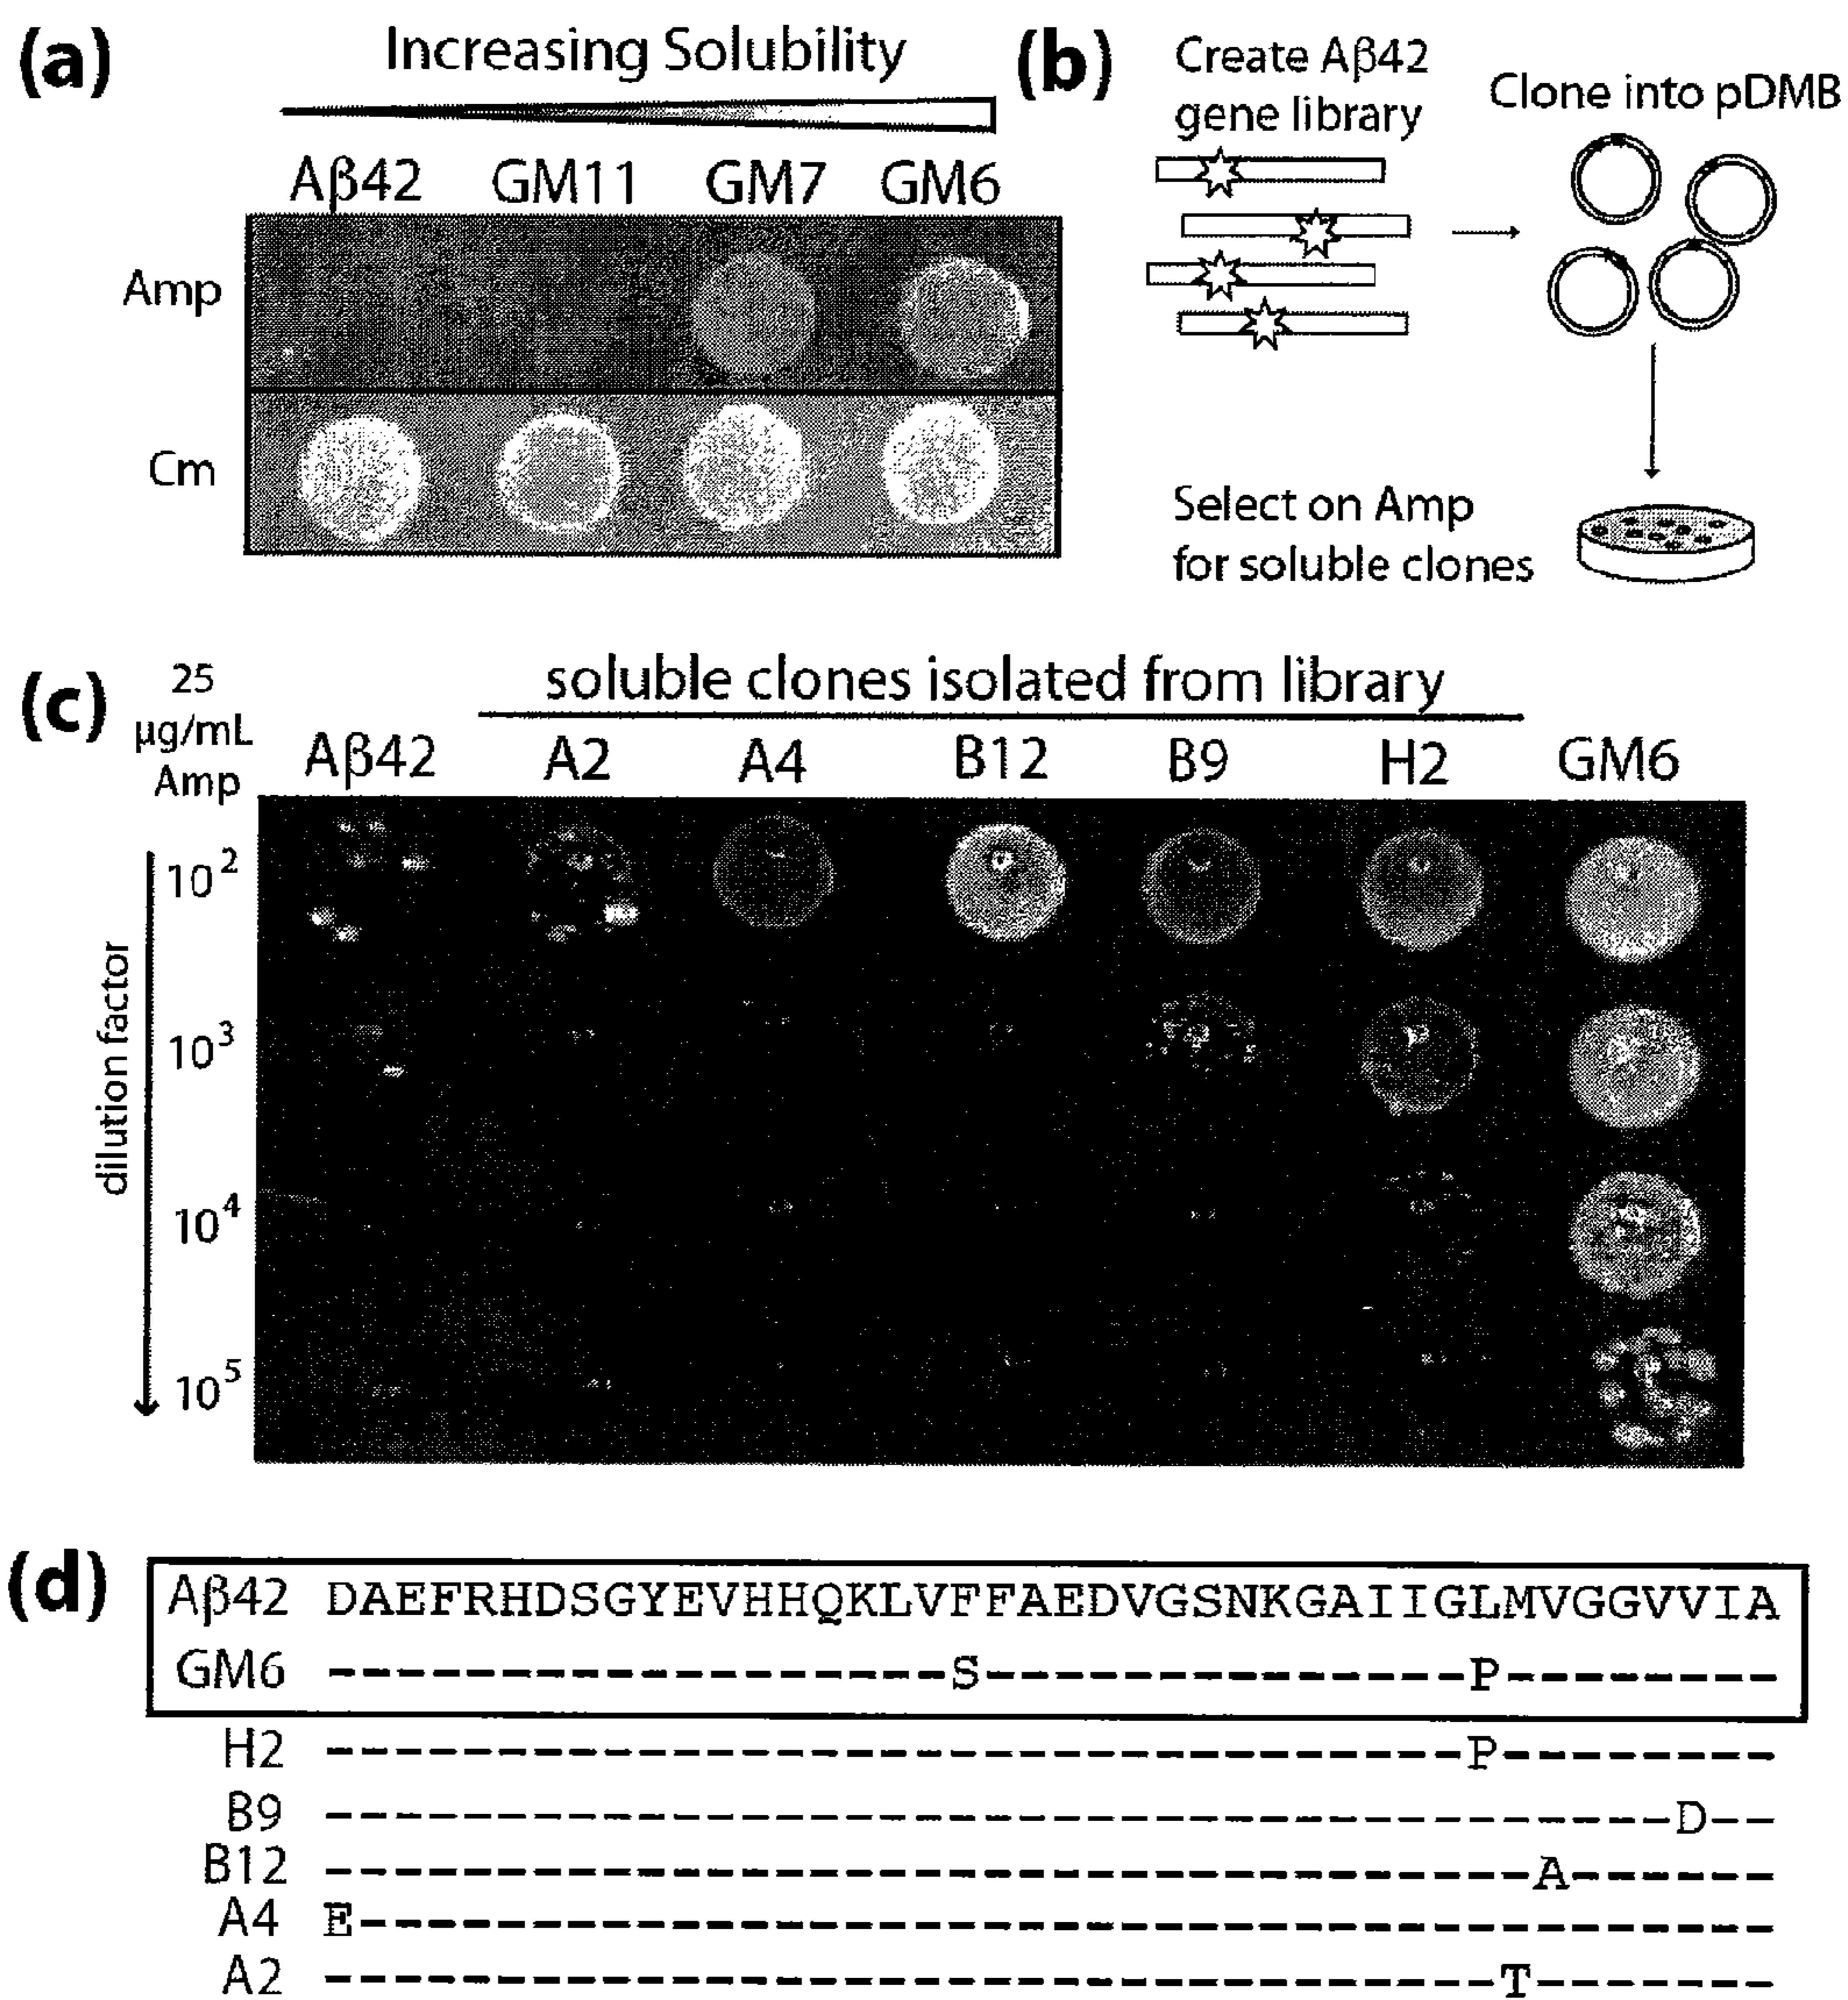 (a)
Increasing Solubility
Aβ42 GM11 GM7 GM6
Amp
Cm
(b)
Create Aβ42
gene library
Clone into pDMB
Select on Amp
for soluble clones
(c)
25
µg/mL
Amp
soluble clones isolated from library
Aβ42 A2 A4 B12 B9 H2 GM6
dilution factor
10²
10³
10⁴
10⁵
(d)
Aβ42 DAEFRHDSGYEVHHQKLVFFAEDVGSNKGAIIGLMVGGVVIA
GM6 ------------------S--------------P--------
H2 ---------------------------------P--------
B9 ---------------------------------------D--
B12 -----------------------------------A------
A4 E-----------------------------------------
A2 ----------------------------------T-------